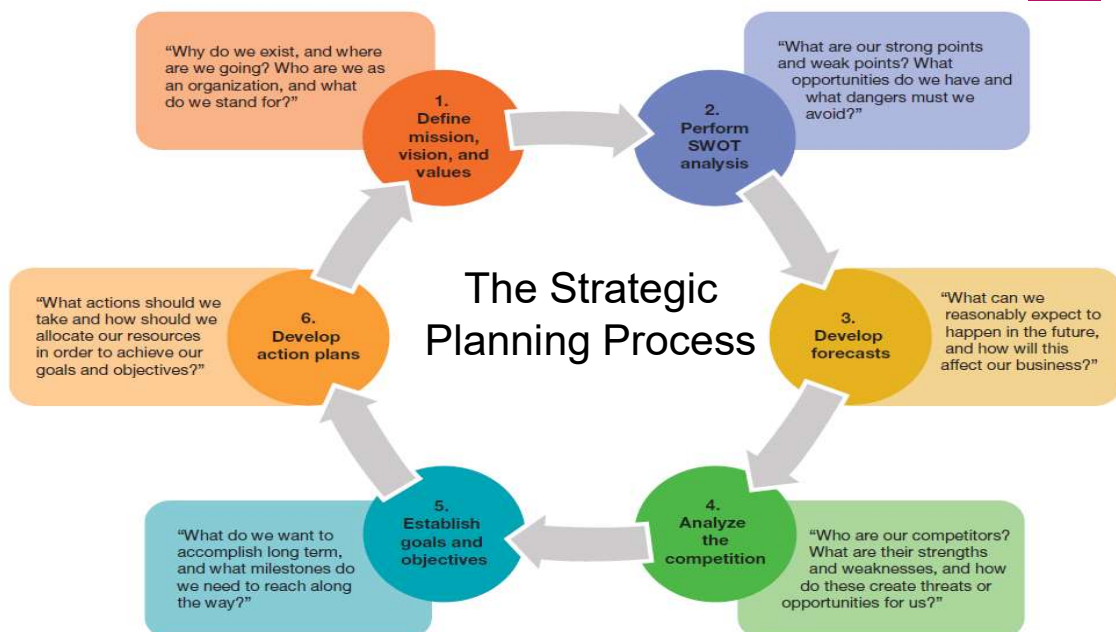 The Strategic
Planning Process
“Why do we exist, and where
are we going? Who are we as
an organization, and what
do we stand for?”
1.
Define
mission,
vision, and
values
“What are our strong points
and weak points? What
opportunities do we have and
what dangers must we
avoid?”
2.
Perform
SWOT
analysis
“What can we
reasonably expect to
happen in the future,
and how will this
affect our business?”
3.
Develop
forecasts
“Who are our competitors?
What are their strengths
and weaknesses, and how
do these create threats or
opportunities for us?”
4.
Analyze
the
competition
“What do we want to
accomplish long term,
and what milestones do
we need to reach along
the way?”
5.
Establish
goals and
objectives
“What actions should we
take and how should we
allocate our resources
in order to achieve our
goals and objectives?”
6.
Develop
action plans